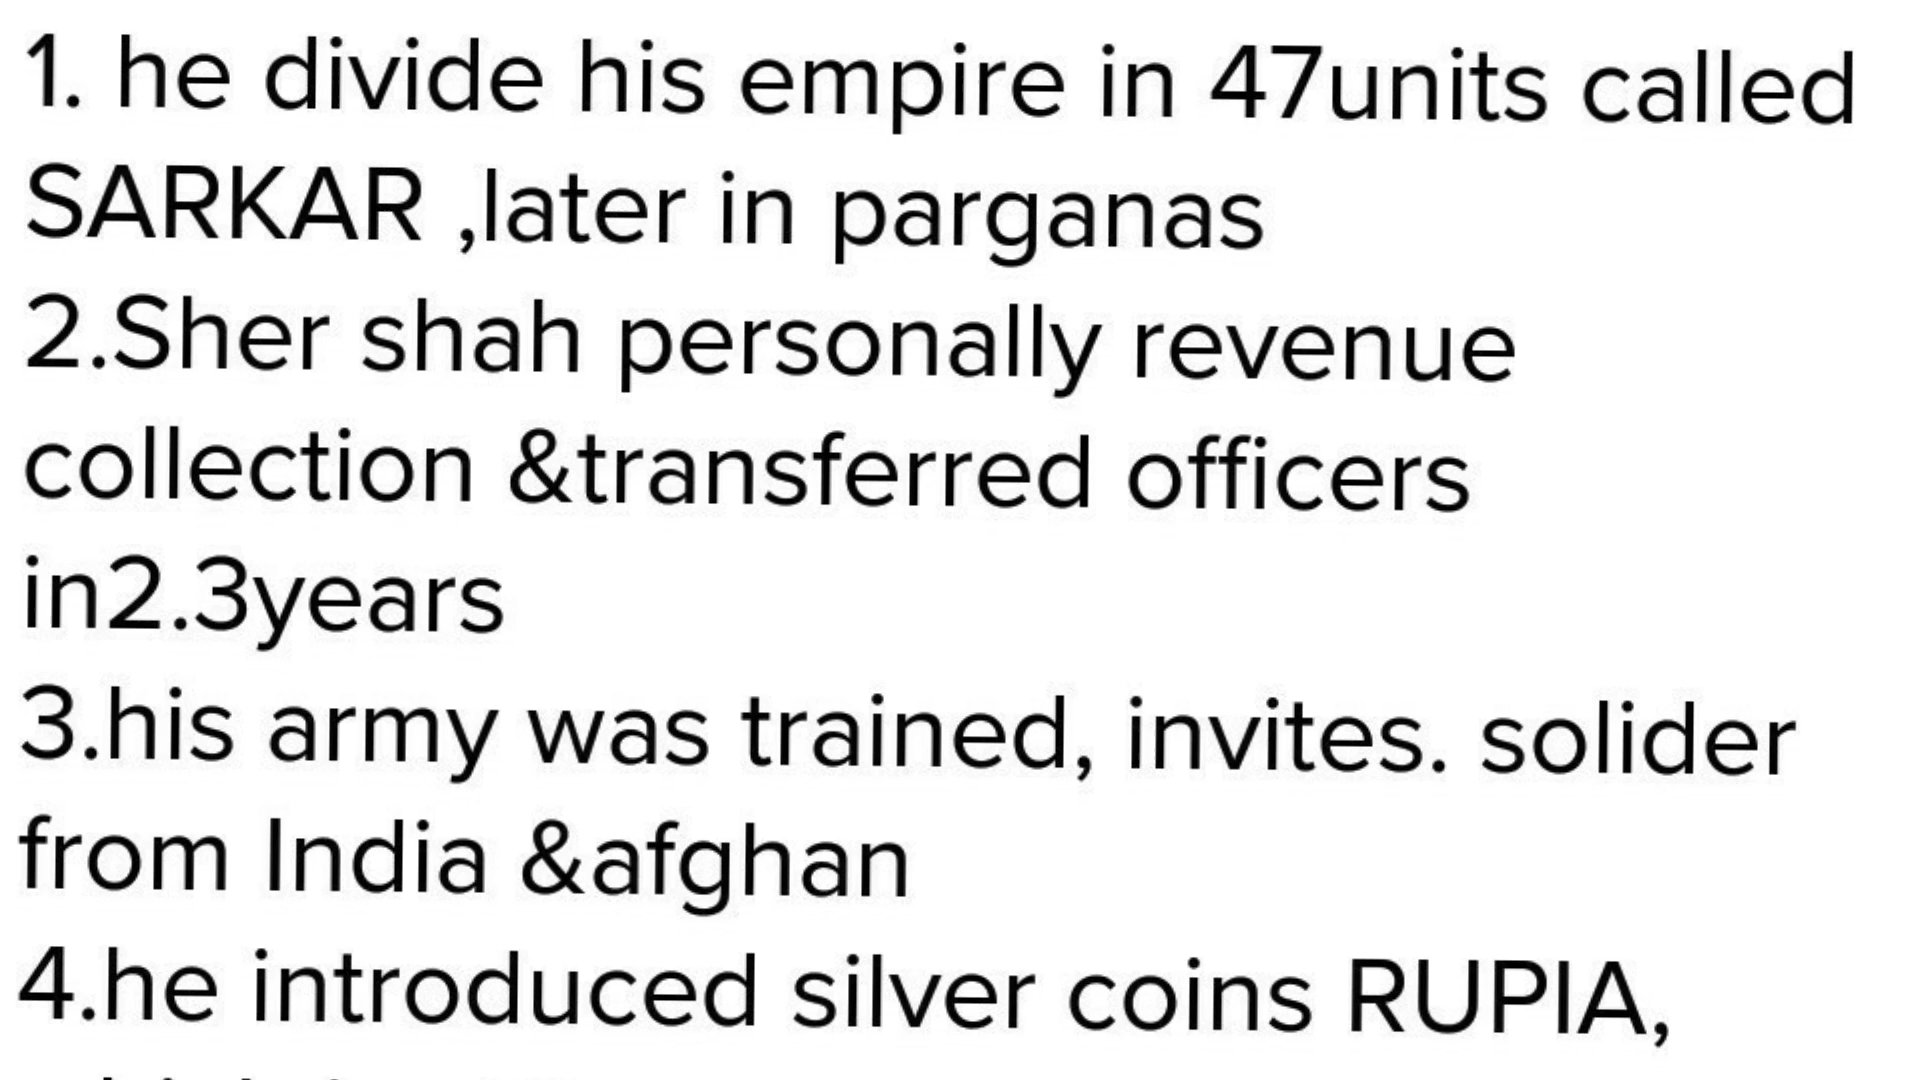 1. he divide his empire in 47units called
SARKAR ,later in parganas
2.Sher shah personally revenue
collection &transferred officers
in2.3years
3.his army was trained, invites. solider
from India &afghan
4.he introduced silver coins RUPIA,